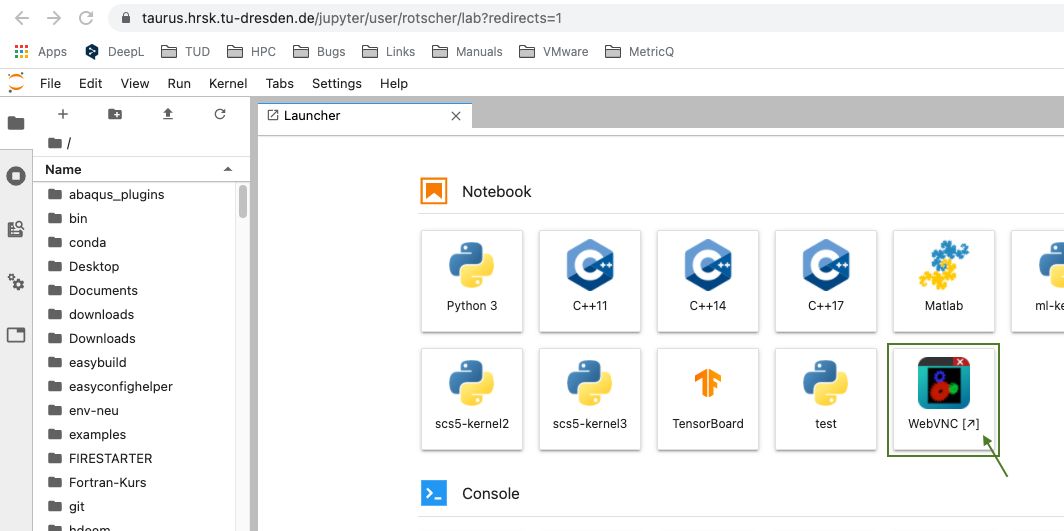 taurus.hrsk.tu-dresden.de/jupyter/user/rotscher/lab?redirects=1
Apps DeepL TUD HPC Bugs Links Manuals VMware MetricQ
File Edit View Run Kernel Tabs Settings Help
Launcher
/
Name
abaqus_plugins
bin
conda
Desktop
Documents
downloads
Downloads
easybuild
easyconfighelper
env-neu
examples
FIRESTARTER
Fortran-Kurs
git
Notebook
Python 3
C++11
C++14
C++17
Matlab
ml-ke
scs5-kernel2
scs5-kernel3
TensorBoard
test
WebVNC [↗]
Console